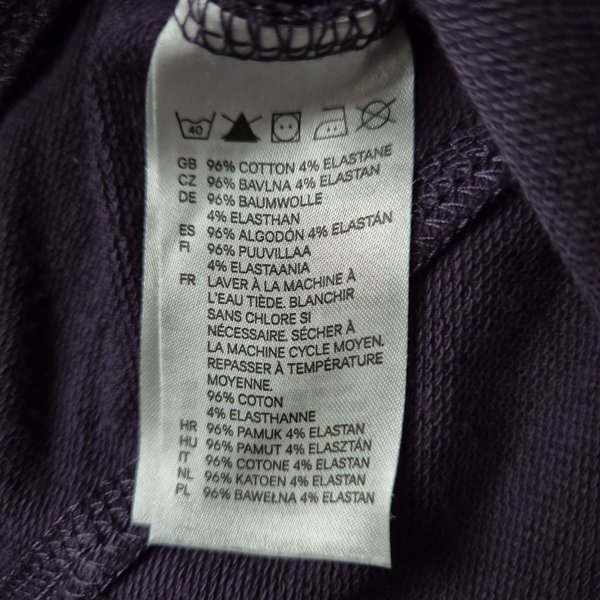 40
GB 96% COTTON 4% ELASTANE
CZ 96% BAVLNA 4% ELASTAN
DE 96% BAUMWOLLE
4% ELASTHAN
ES 96% ALGODÓN 4% ELASTÁN
FI 96% PUUVILLAA
4% ELASTAANIA
FR LAVER À LA MACHINE À
L'EAU TIÈDE. BLANCHIR
SANS CHLORE SI
NÉCESSAIRE. SÉCHER À
LA MACHINE CYCLE MOYEN.
REPASSER À TEMPÉRATURE
MOYENNE.
96% COTON
4% ELASTHANNE
HR 96% PAMUK 4% ELASTAN
HU 96% PAMUT 4% ELASZTÁN
IT 96% COTONE 4% ELASTAN
NL 96% KATOEN 4% ELASTAN
PL 96% BAWEŁNA 4% ELASTAN